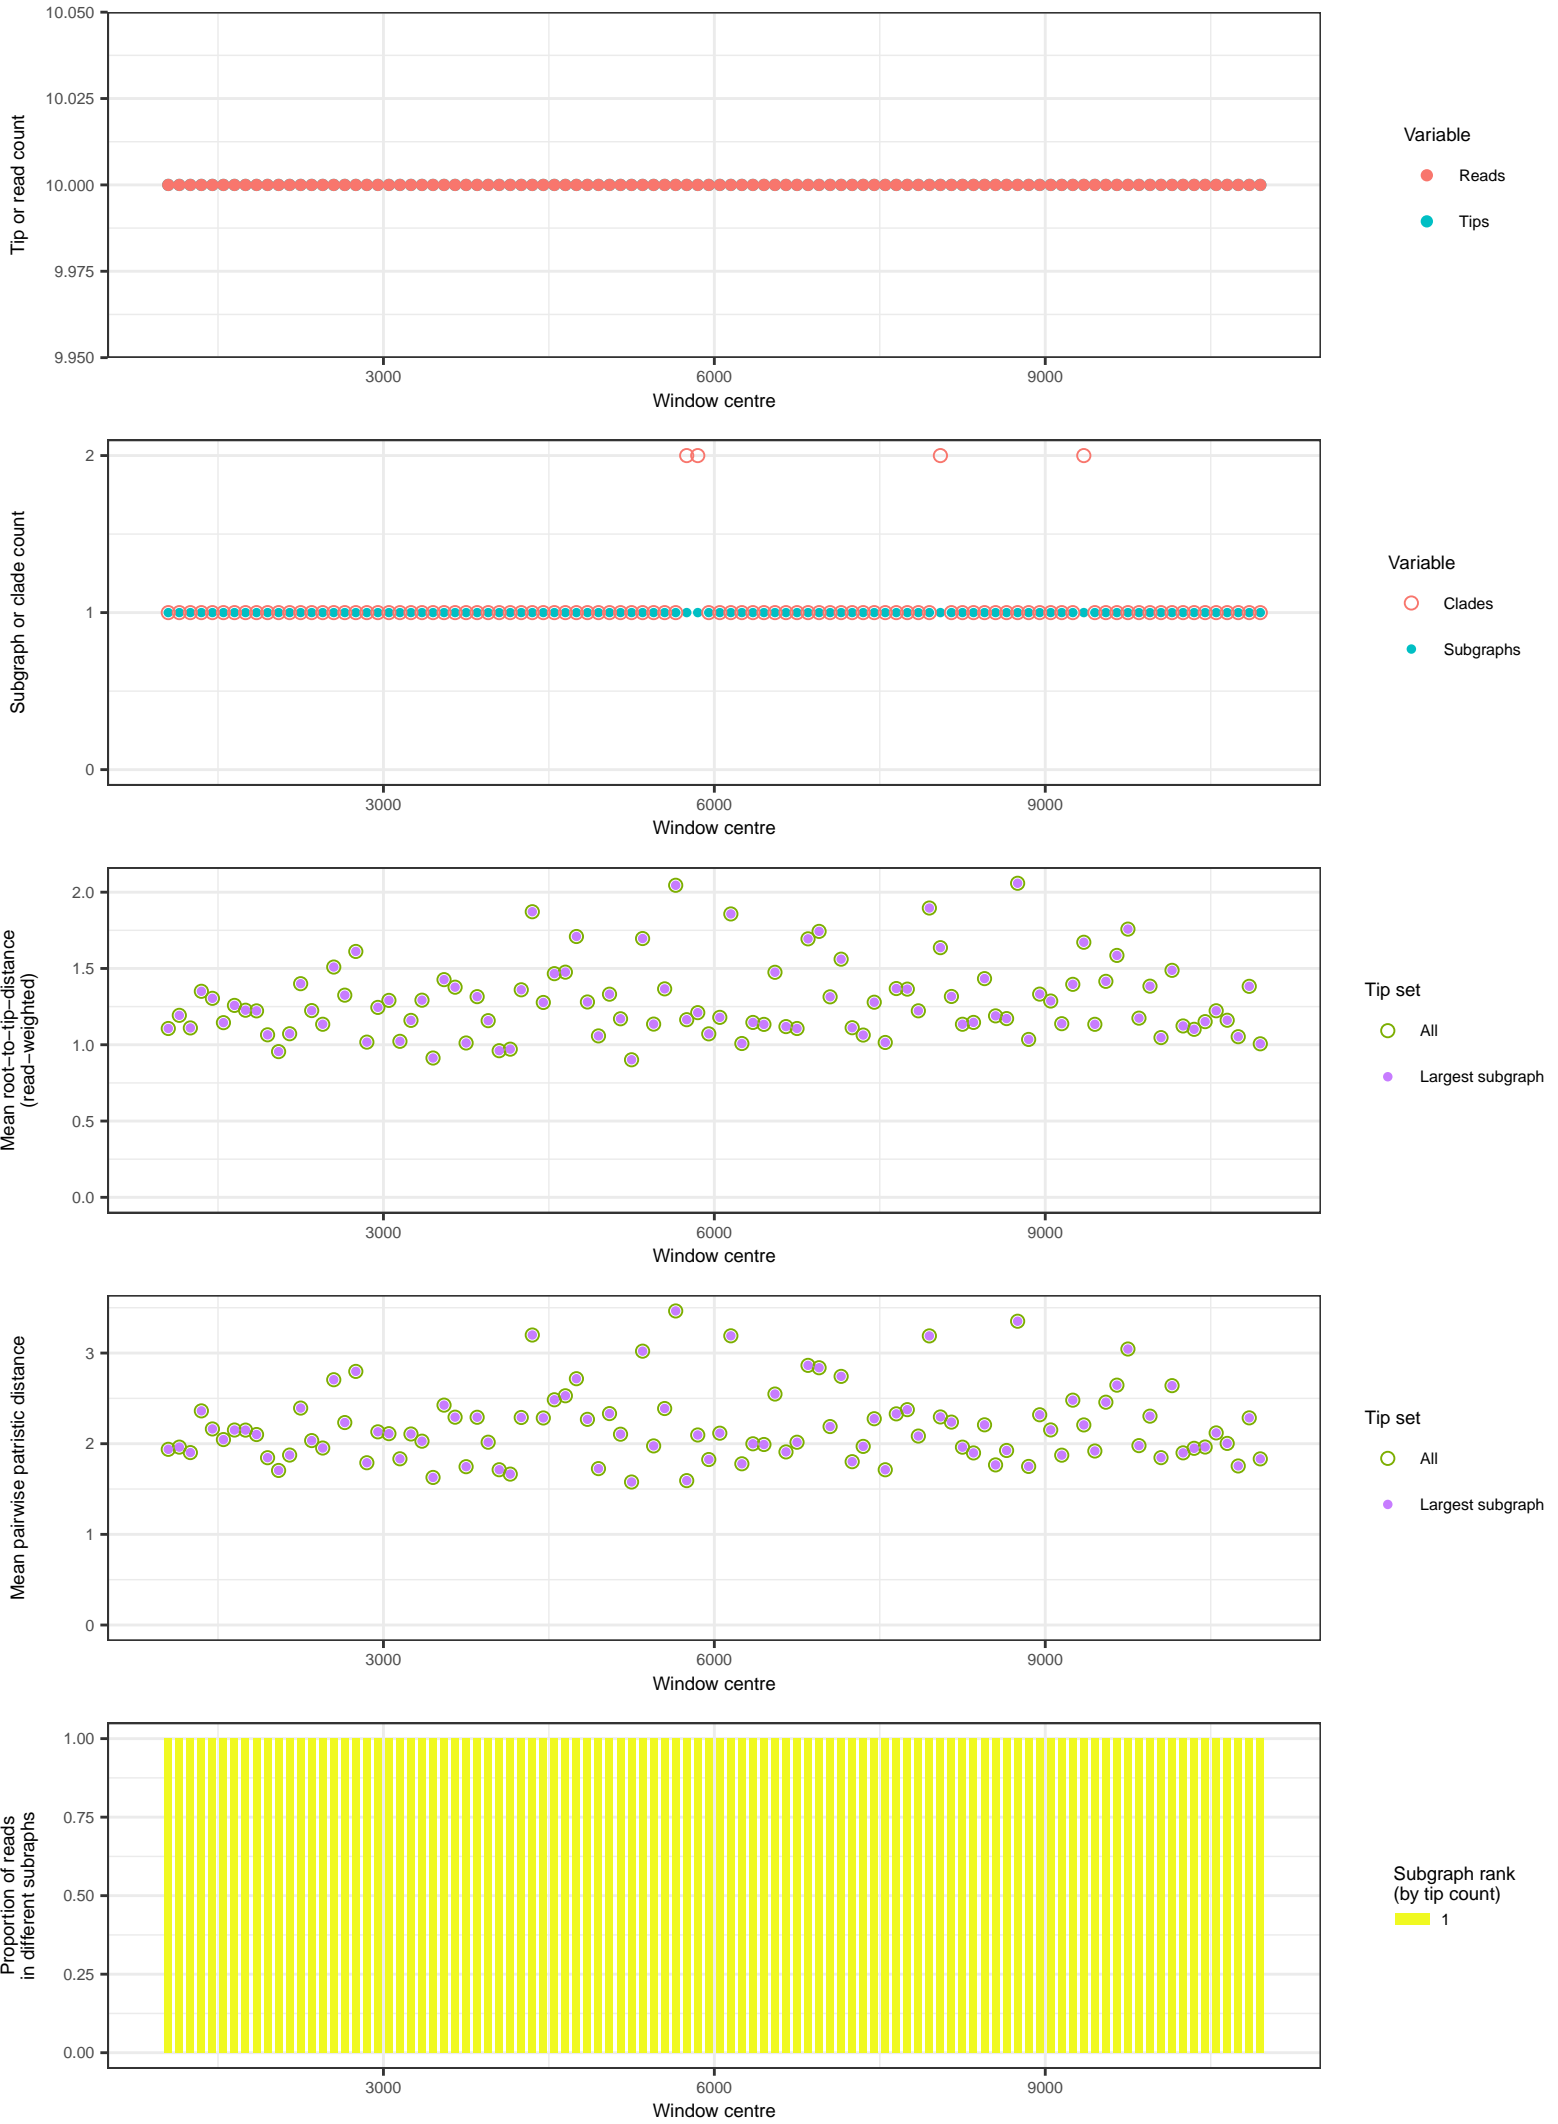 10.050
10.025
10.000
9.975
9.950
Tip or read count
3000
6000
9000
Window centre
Variable
Reads
Tips
2
1
0
Subgraph or clade count
3000
6000
9000
Window centre
Variable
Clades
Subgraphs
2.0
1.5
1.0
0.5
0.0
Mean root−to−tip−distance
(read−weighted)
3000
6000
9000
Window centre
Tip set
All
Largest subgraph
3
2
1
0
Mean pairwise patristic distance
3000
6000
9000
Window centre
Tip set
All
Largest subgraph
1.00
0.75
0.50
0.25
0.00
Proportion of reads
in different subraphs
3000
6000
9000
Window centre
Subgraph rank
(by tip count)
1